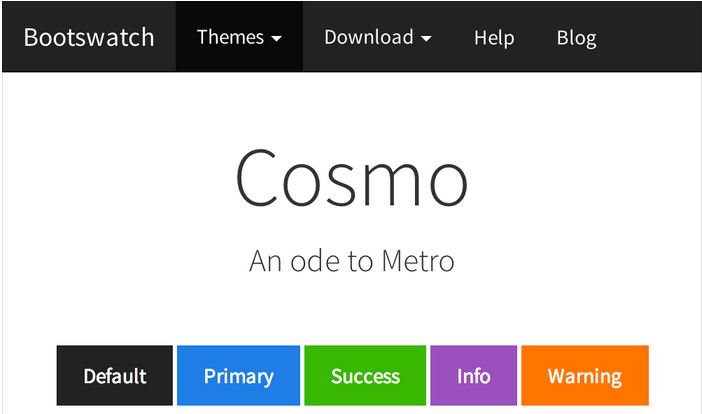 Bootswatch Themes Download Help Blog
Cosmo
An ode to Metro
Default Primary Success Info Warning